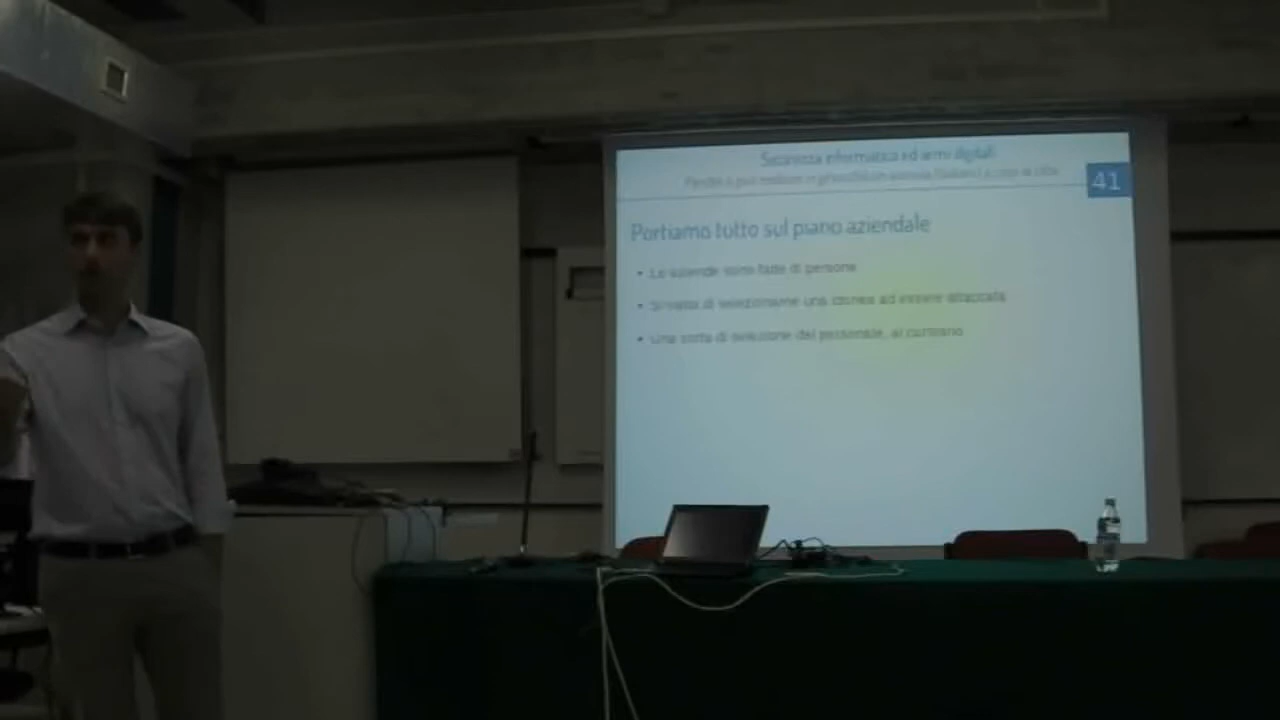 Sicurezza informatica ed armi digitali
41
Portiamo tutto sul piano aziendale
• Le aziende sono fatte di persone
• Si tratta di selezionarne una idonea ad essere attaccata
• Una sorta di selezione del personale, al contrario